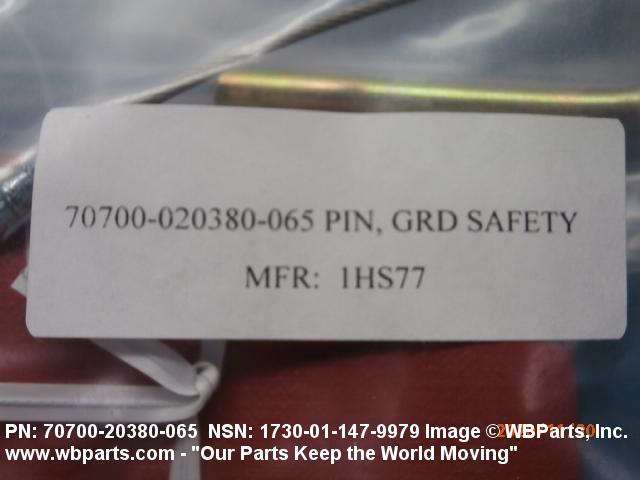 70700-020380-065 PIN, GRD SAFETY
MFR: 1HS77
PN: 70700-20380-065 NSN: 1730-01-147-9979 Image © WBParts, Inc.
www.wbparts.com - "Our Parts Keep the World Moving"